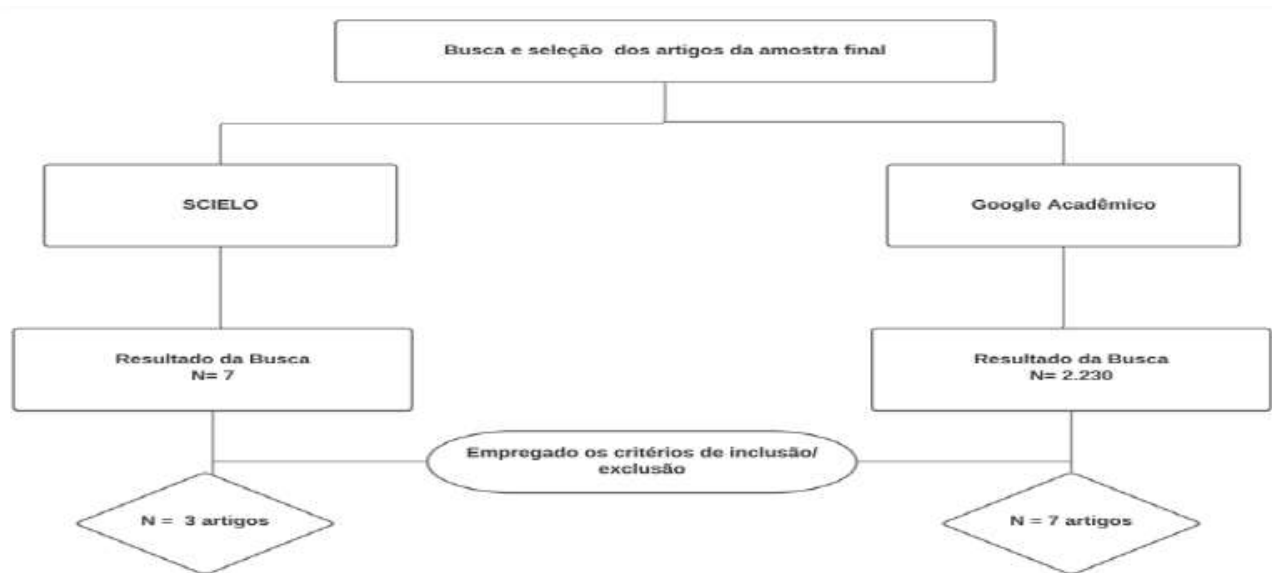 Busca e seleção dos artigos da amostra final
SCIELO
Google Acadêmico
Resultado da Busca
N= 7
Resultado da Busca
N= 2.230
Empregado os critérios de inclusão/
exclusão
N = 3 artigos
N = 7 artigos